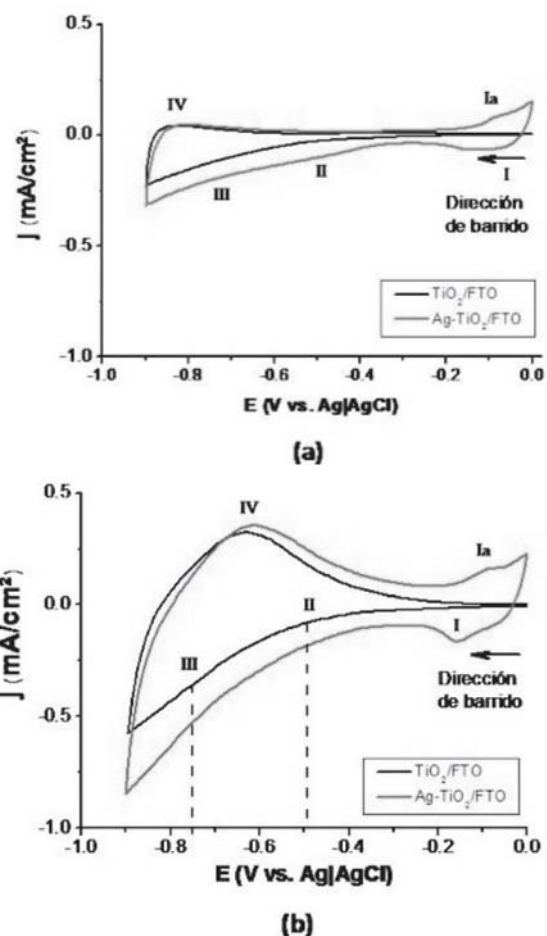 0.5
IV
Ia
0.0
III
II
I
Dirección
de barrido
-0.5
TiO₂/FTO
Ag-TiO₂/FTO
-1.0
-1.0 -0.8 -0.6 -0.4 -0.2 0.0
J (mA/cm²)
E (V vs. Ag|AgCl)
(a)
0.5
IV
Ia
0.0
II
I
III
Dirección
de barrido
-0.5
TiO₂/FTO
Ag-TiO₂/FTO
-1.0
-1.0 -0.8 -0.6 -0.4 -0.2 0.0
J (mA/cm²)
E (V vs. Ag|AgCl)
(b)